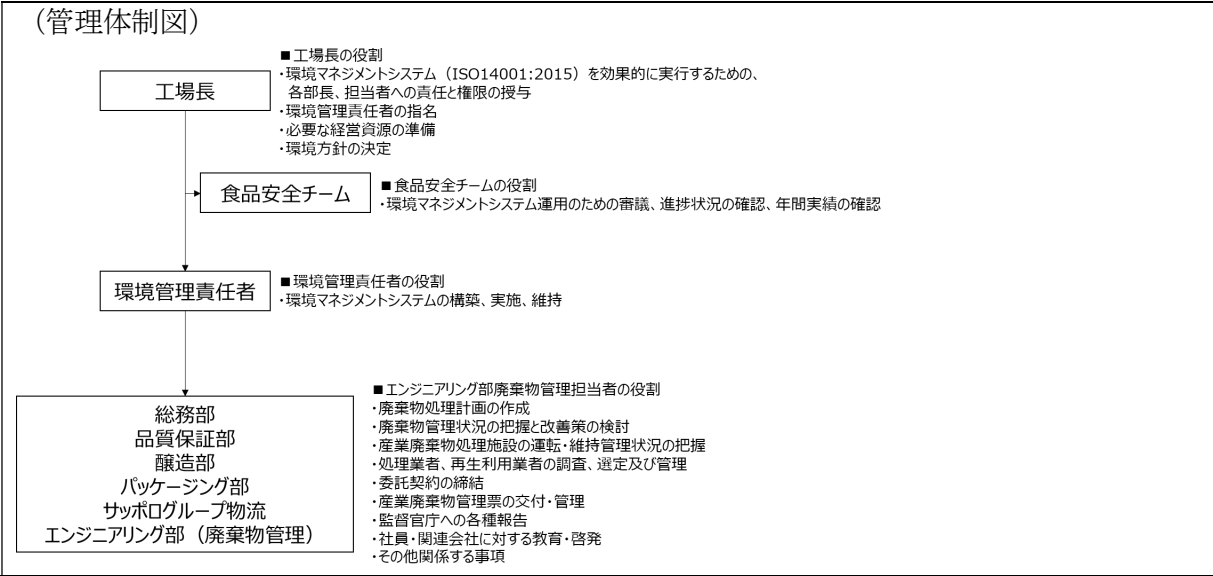 （管理体制図）
工場長
■工場長の役割
・環境マネジメントシステム（ISO14001:2015）を効果的に実行するための、
各部長、担当者への責任と権限の授与
・環境管理責任者の指名
・必要な経営資源の準備
・環境方針の決定
食品安全チーム
■食品安全チームの役割
・環境マネジメントシステム運用のための審議、進捗状況の確認、年間実績の確認
環境管理責任者
■環境管理責任者の役割
・環境マネジメントシステムの構築、実施、維持
総務部
品質保証部
醸造部
パッケージング部
サッポログループ物流
エンジニアリング部（廃棄物管理）
■エンジニアリング部廃棄物管理担当者の役割
・廃棄物処理計画の作成
・廃棄物管理状況の把握と改善策の検討
・産業廃棄物処理施設の運転・維持管理状況の把握
・処理業者、再生利用業者の調査、選定及び管理
・委託契約の締結
・産業廃棄物管理票の交付・管理
・監督官庁への各種報告
・社員・関連会社に対する教育・啓発
・その他関係する事項